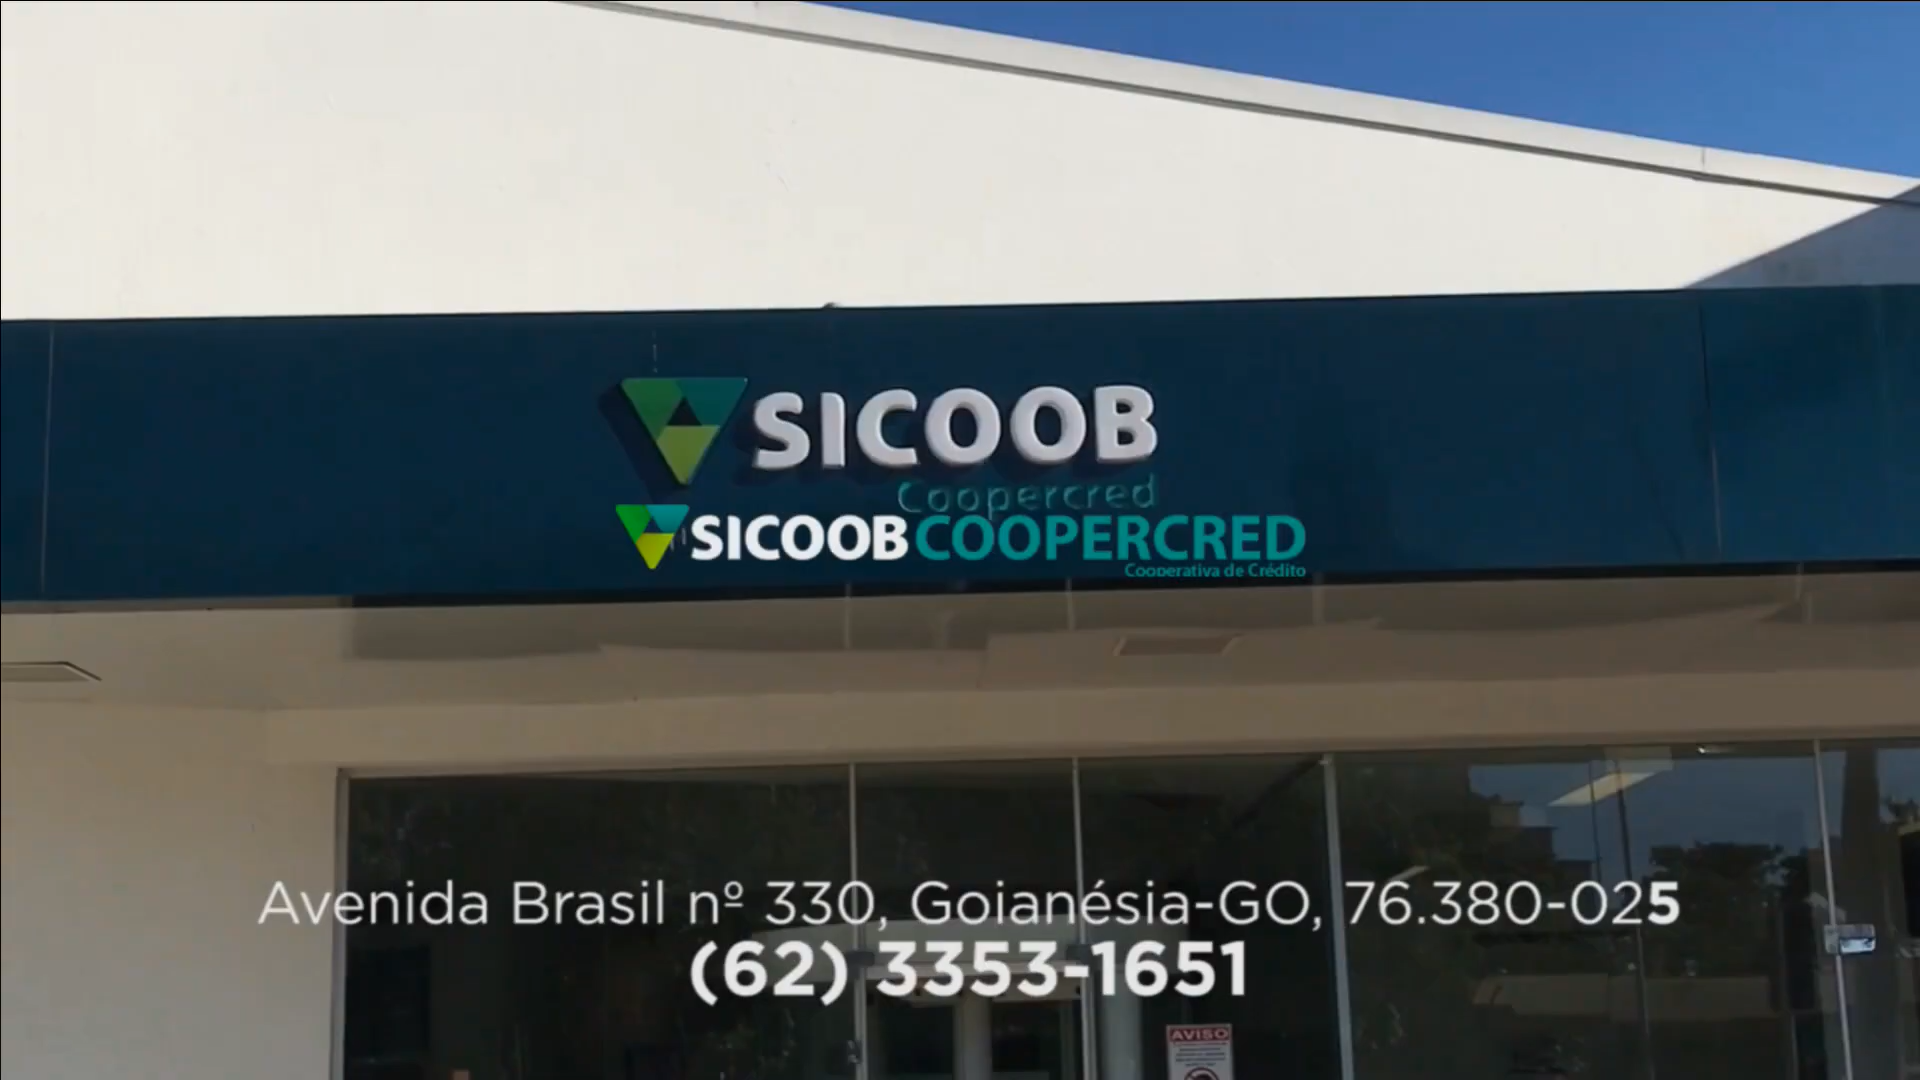 SICOOB
Coopercred
SICOOB COOPERCRED
Cooperativa de Crédito
Avenida Brasil nº 330, Goianésia-GO, 76.380-025
(62) 3353-1651
AVISO